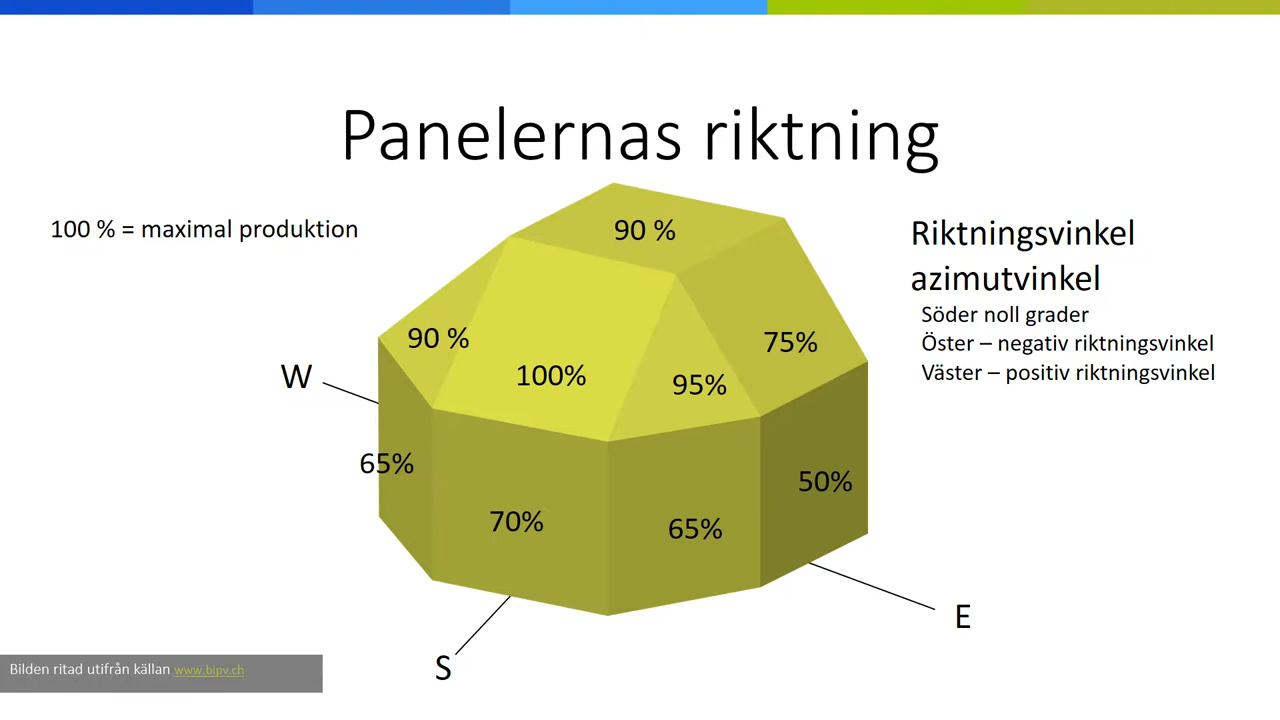 Panelernas riktning
100 % = maximal produktion
90 %
Riktningsvinkel
azimutvinkel
Söder noll grader
Öster – negativ riktningsvinkel
Väster – positiv riktningsvinkel
90 %
75%
100%
95%
W
65%
50%
70%
65%
E
S
Bilden ritad utifrån källan www.bipv.ch